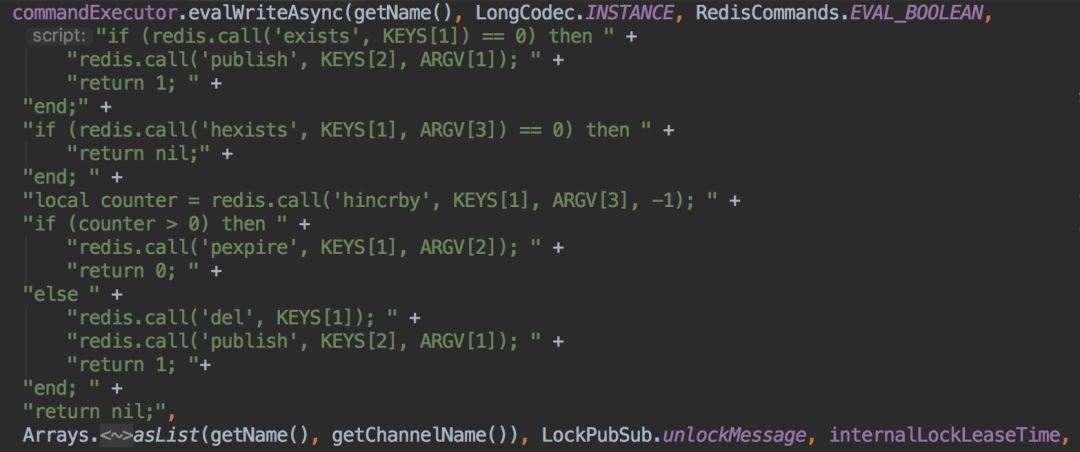 commandExecutor.evalWriteAsync(getName(), LongCodec.INSTANCE, RedisCommands.EVAL_BOOLEAN,
script: "if (redis.call('exists', KEYS[1]) == 0) then " +
"redis.call('publish', KEYS[2], ARGV[1]); " +
"return 1; " +
"end;" +
"if (redis.call('hexists', KEYS[1], ARGV[3]) == 0) then " +
"return nil;" +
"end; " +
"local counter = redis.call('hincrby', KEYS[1], ARGV[3], -1); " +
"if (counter > 0) then " +
"redis.call('pexpire', KEYS[1], ARGV[2]); " +
"return 0; " +
"else " +
"redis.call('del', KEYS[1]); " +
"redis.call('publish', KEYS[2], ARGV[1]); " +
"return 1; "+
"end; " +
"return nil;",
Arrays.<~>asList(getName(), getChannelName()), LockPubSub.unlockMessage, internalLockLeaseTime,